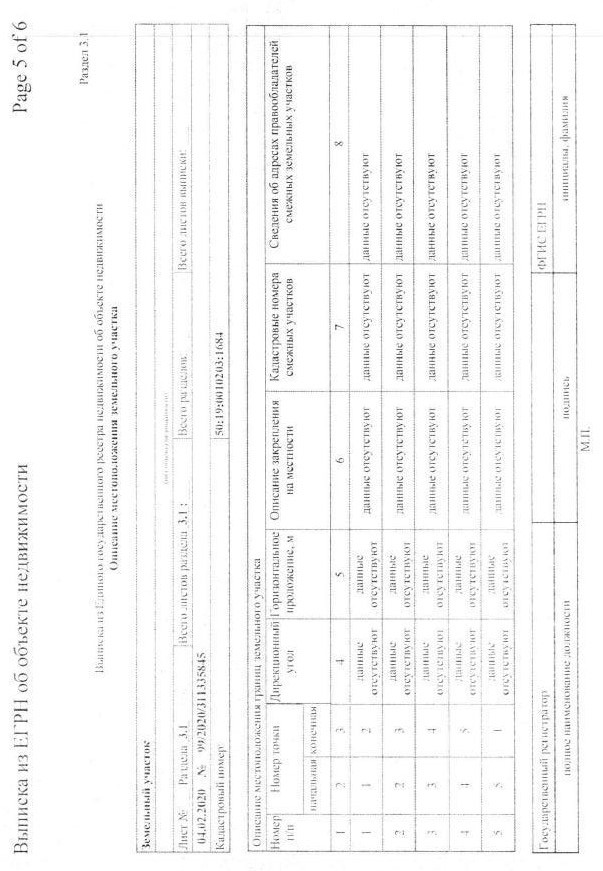 Выписка из ЕГРН об объекте недвижимости Page 5 of 6
Раздел 3.1
Выписка из Единого государственного реестра недвижимости об объекте недвижимости
Описание местоположения земельного участка
Земельный участок
Лист № Раздела 3.1 Всего листов раздела 3.1 : Всего разделов: Всего листов выписки:
04.02.2020 № 99/2020/311335845
Кадастровый номер 50:19:0010203:1684
Описание местоположения границ земельного участка
Номер п/п Номер точки Дирекционный угол Горизонтальное проложение, м Описание закрепления на местности Кадастровые номера смежных участков Сведения об адресах правообладателей смежных земельных участков
начальная конечная
1 2 3 4 5 6 7 8
1 1 2 данные отсутствуют данные отсутствуют данные отсутствуют данные отсутствуют данные отсутствуют
2 2 3 данные отсутствуют данные отсутствуют данные отсутствуют данные отсутствуют данные отсутствуют
3 3 4 данные отсутствуют данные отсутствуют данные отсутствуют данные отсутствуют данные отсутствуют
4 4 5 данные отсутствуют данные отсутствуют данные отсутствуют данные отсутствуют данные отсутствуют
5 5 1 данные отсутствуют данные отсутствуют данные отсутствуют данные отсутствуют данные отсутствуют
Государственный регистратор ФГИС ЕГРН
полное наименование должности подпись инициалы, фамилия
М.П.